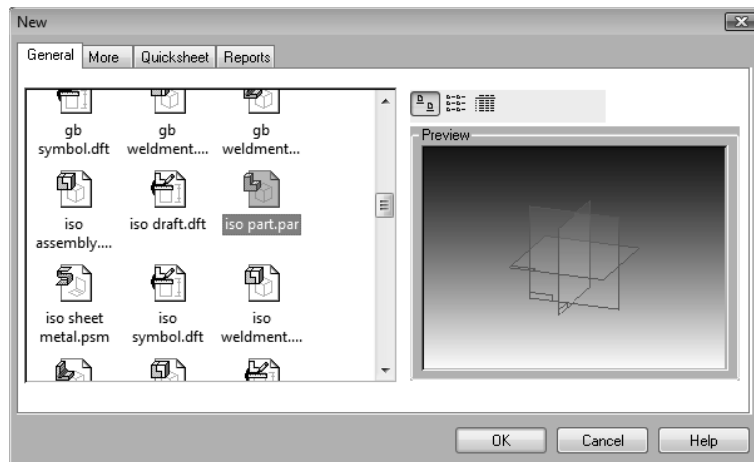 New
General More Quicksheet Reports
gb gb gb
symbol.dft weldment.... weldment...
iso iso draft.dft iso part.par
assembly....
iso sheet iso iso
metal.psm symbol.dft weldment....
Preview
OK Cancel Help